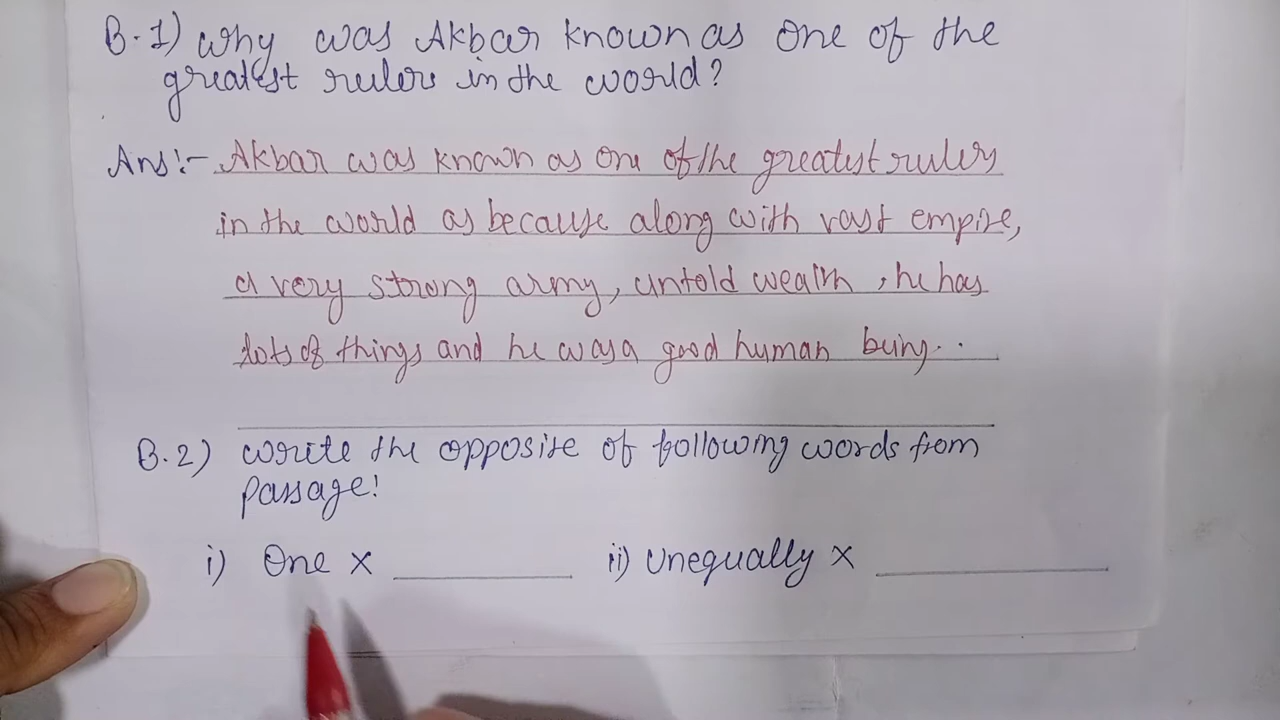 B.1) Why was Akbar known as one of the
greatest rulers in the world?
Ans:- Akbar was known as one of the greatest rulers
in the world as because along with vast empire,
a very strong army, untold wealth, he has
lots of things and he was a good human being..
B.2) Write the opposite of following words from
passage:
i) One × ________ ii) Unequally × ________